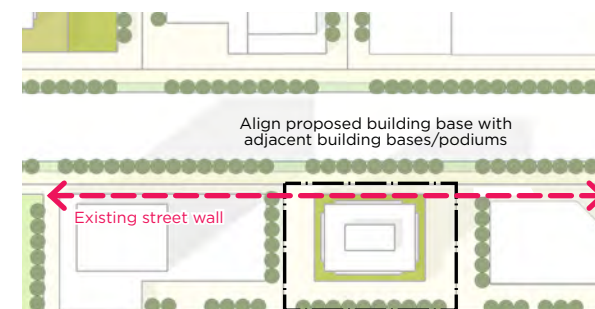 Align proposed building base with
adjacent building bases/podiums
Existing street wall